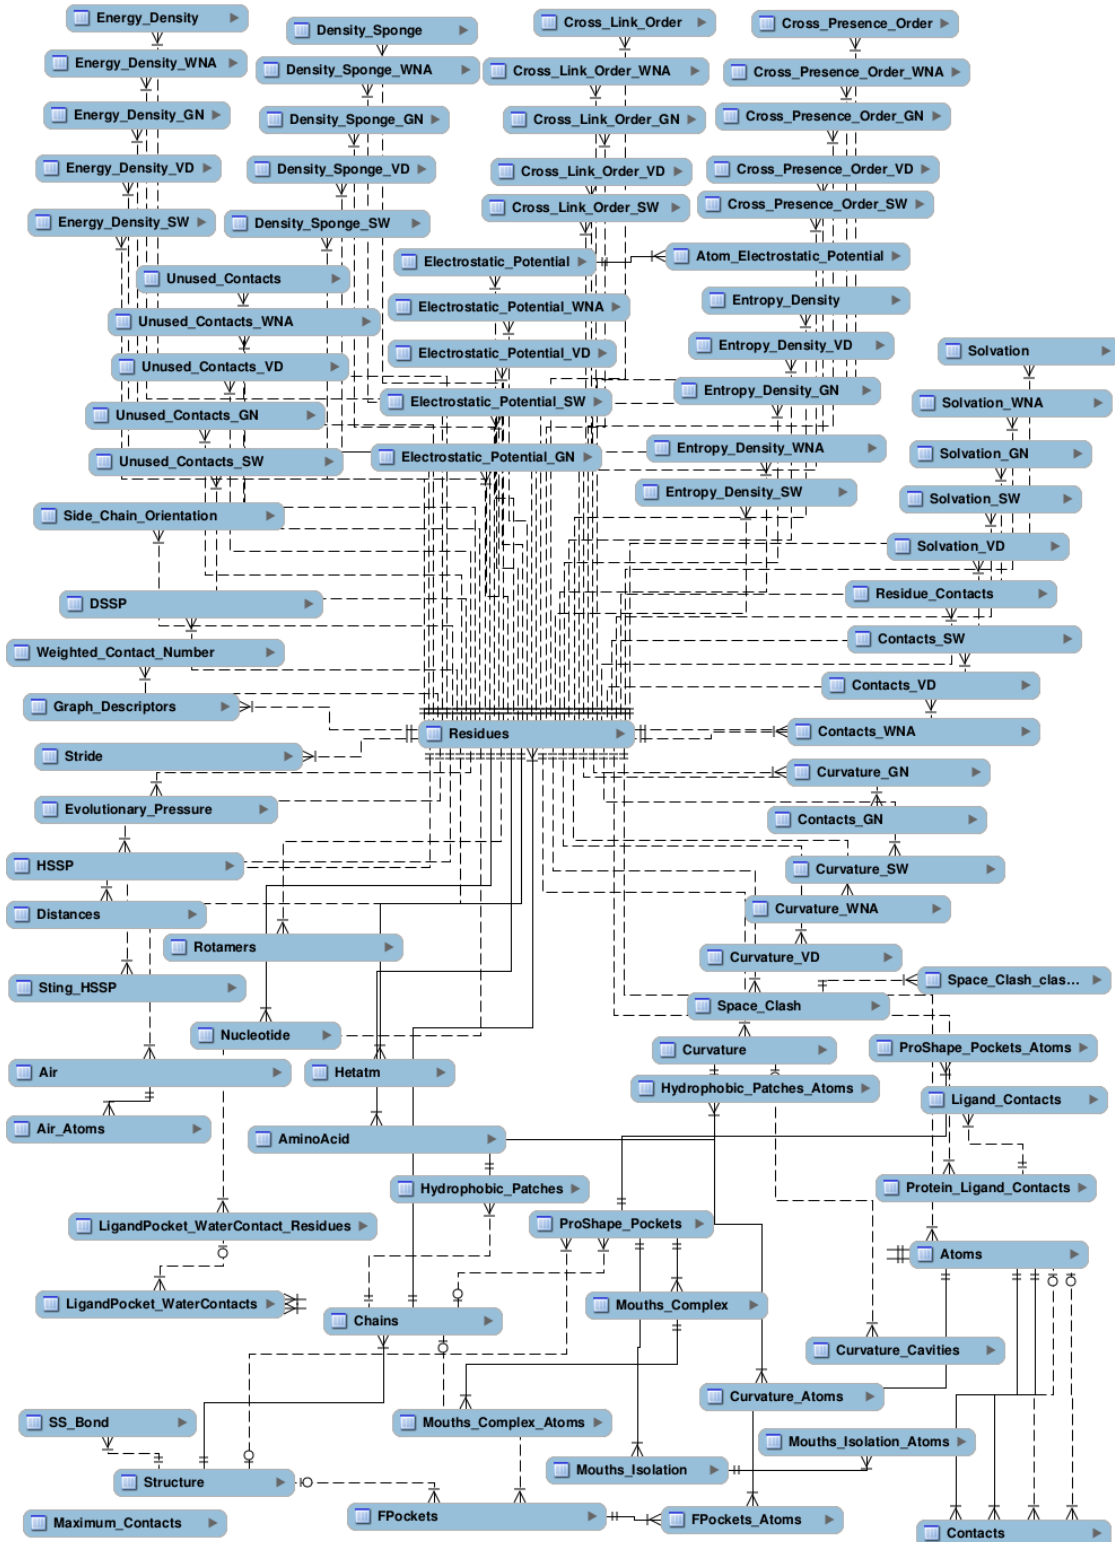 Energy_Density
Density_Sponge
Cross_Link_Order
Cross_Presence_Order
Energy_Density_WNA
Density_Sponge_WNA
Cross_Link_Order_WNA
Cross_Presence_Order_WNA
Energy_Density_GN
Density_Sponge_GN
Cross_Link_Order_GN
Cross_Presence_Order_GN
Energy_Density_VD
Density_Sponge_VD
Cross_Link_Order_VD
Cross_Presence_Order_VD
Energy_Density_SW
Density_Sponge_SW
Cross_Link_Order_SW
Cross_Presence_Order_SW
Electrostatic_Potential
Atom_Electrostatic_Potential
Unused_Contacts
Electrostatic_Potential_WNA
Entropy_Density
Unused_Contacts_WNA
Electrostatic_Potential_VD
Entropy_Density_VD
Solvation
Unused_Contacts_VD
Electrostatic_Potential_SW
Entropy_Density_GN
Solvation_WNA
Unused_Contacts_GN
Electrostatic_Potential_GN
Entropy_Density_WNA
Solvation_GN
Unused_Contacts_SW
Entropy_Density_SW
Solvation_SW
Side_Chain_Orientation
Solvation_VD
DSSP
Residue_Contacts
Weighted_Contact_Number
Contacts_SW
Graph_Descriptors
Contacts_VD
Residues
Contacts_WNA
Stride
Curvature_GN
Evolutionary_Pressure
Contacts_GN
HSSP
Curvature_SW
Distances
Curvature_WNA
Rotamers
Curvature_VD
Sting_HSSP
Space_Clash_clas...
Space_Clash
Nucleotide
Curvature
ProShape_Pockets_Atoms
Air
Hetatm
Hydrophobic_Patches_Atoms
Ligand_Contacts
Air_Atoms
AminoAcid
Hydrophobic_Patches
Protein_Ligand_Contacts
LigandPocket_WaterContact_Residues
ProShape_Pockets
Atoms
LigandPocket_WaterContacts
Chains
Mouths_Complex
Curvature_Cavities
SS_Bond
Mouths_Complex_Atoms
Curvature_Atoms
Mouths_Isolation_Atoms
Structure
Mouths_Isolation
Maximum_Contacts
FPockets
FPockets_Atoms
Contacts